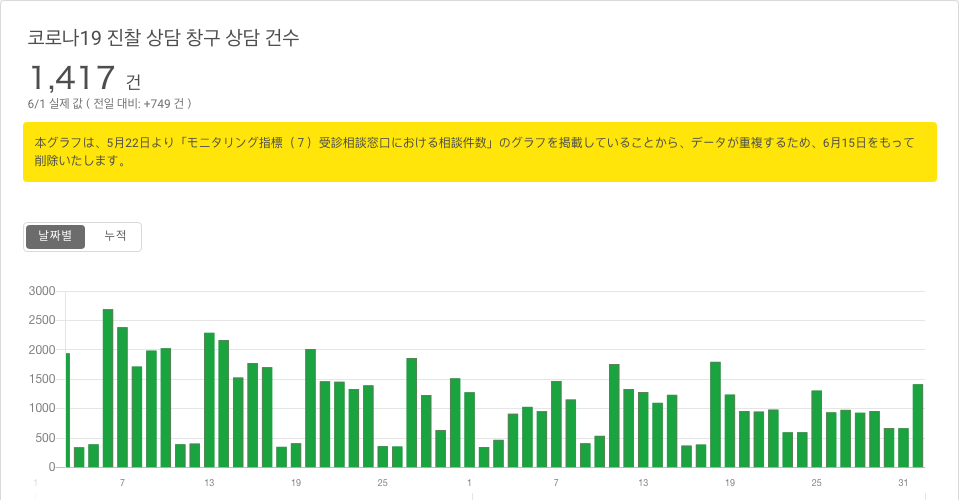 코로나19 진찰 상담 창구 상담 건수
1,417 건
6/1 실제 값 ( 전일 대비: +749 건 )
本グラフは、5月22日より「モニタリング指標（７）受診相談窓口における相談件数」のグラフを掲載していることから、データが重複するため、6月15日をもって
削除いたします。
날짜별 누적
3000
2500
2000
1500
1000
500
0
1 7 13 19 25 1 7 13 19 25 31